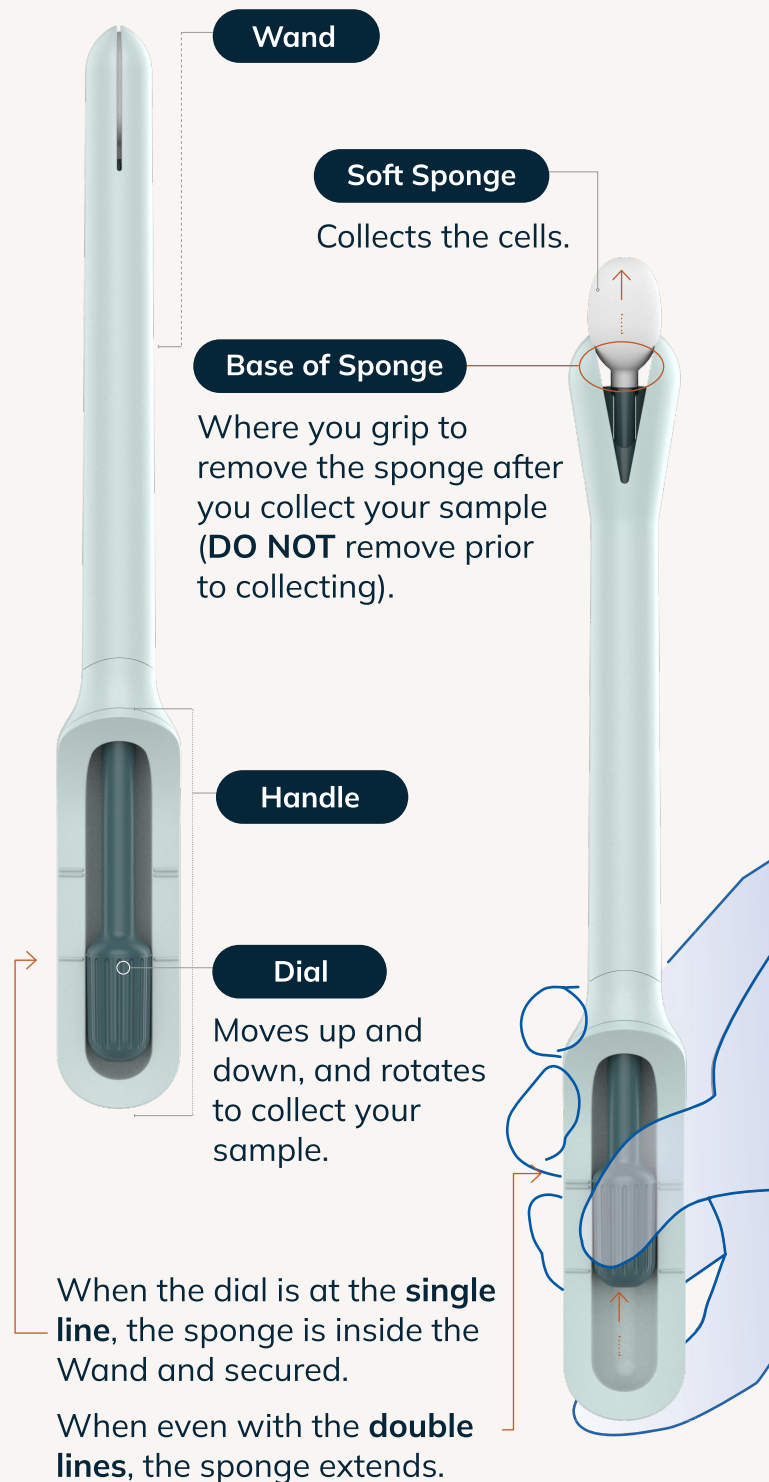 Wand
Soft Sponge
Collects the cells.
Base of Sponge
Where you grip to
remove the sponge after
you collect your sample
(DO NOT remove prior
to collecting).
Handle
Dial
Moves up and
down, and rotates
to collect your
sample.
When the dial is at the single
line, the sponge is inside the
Wand and secured.
When even with the double
lines, the sponge extends.